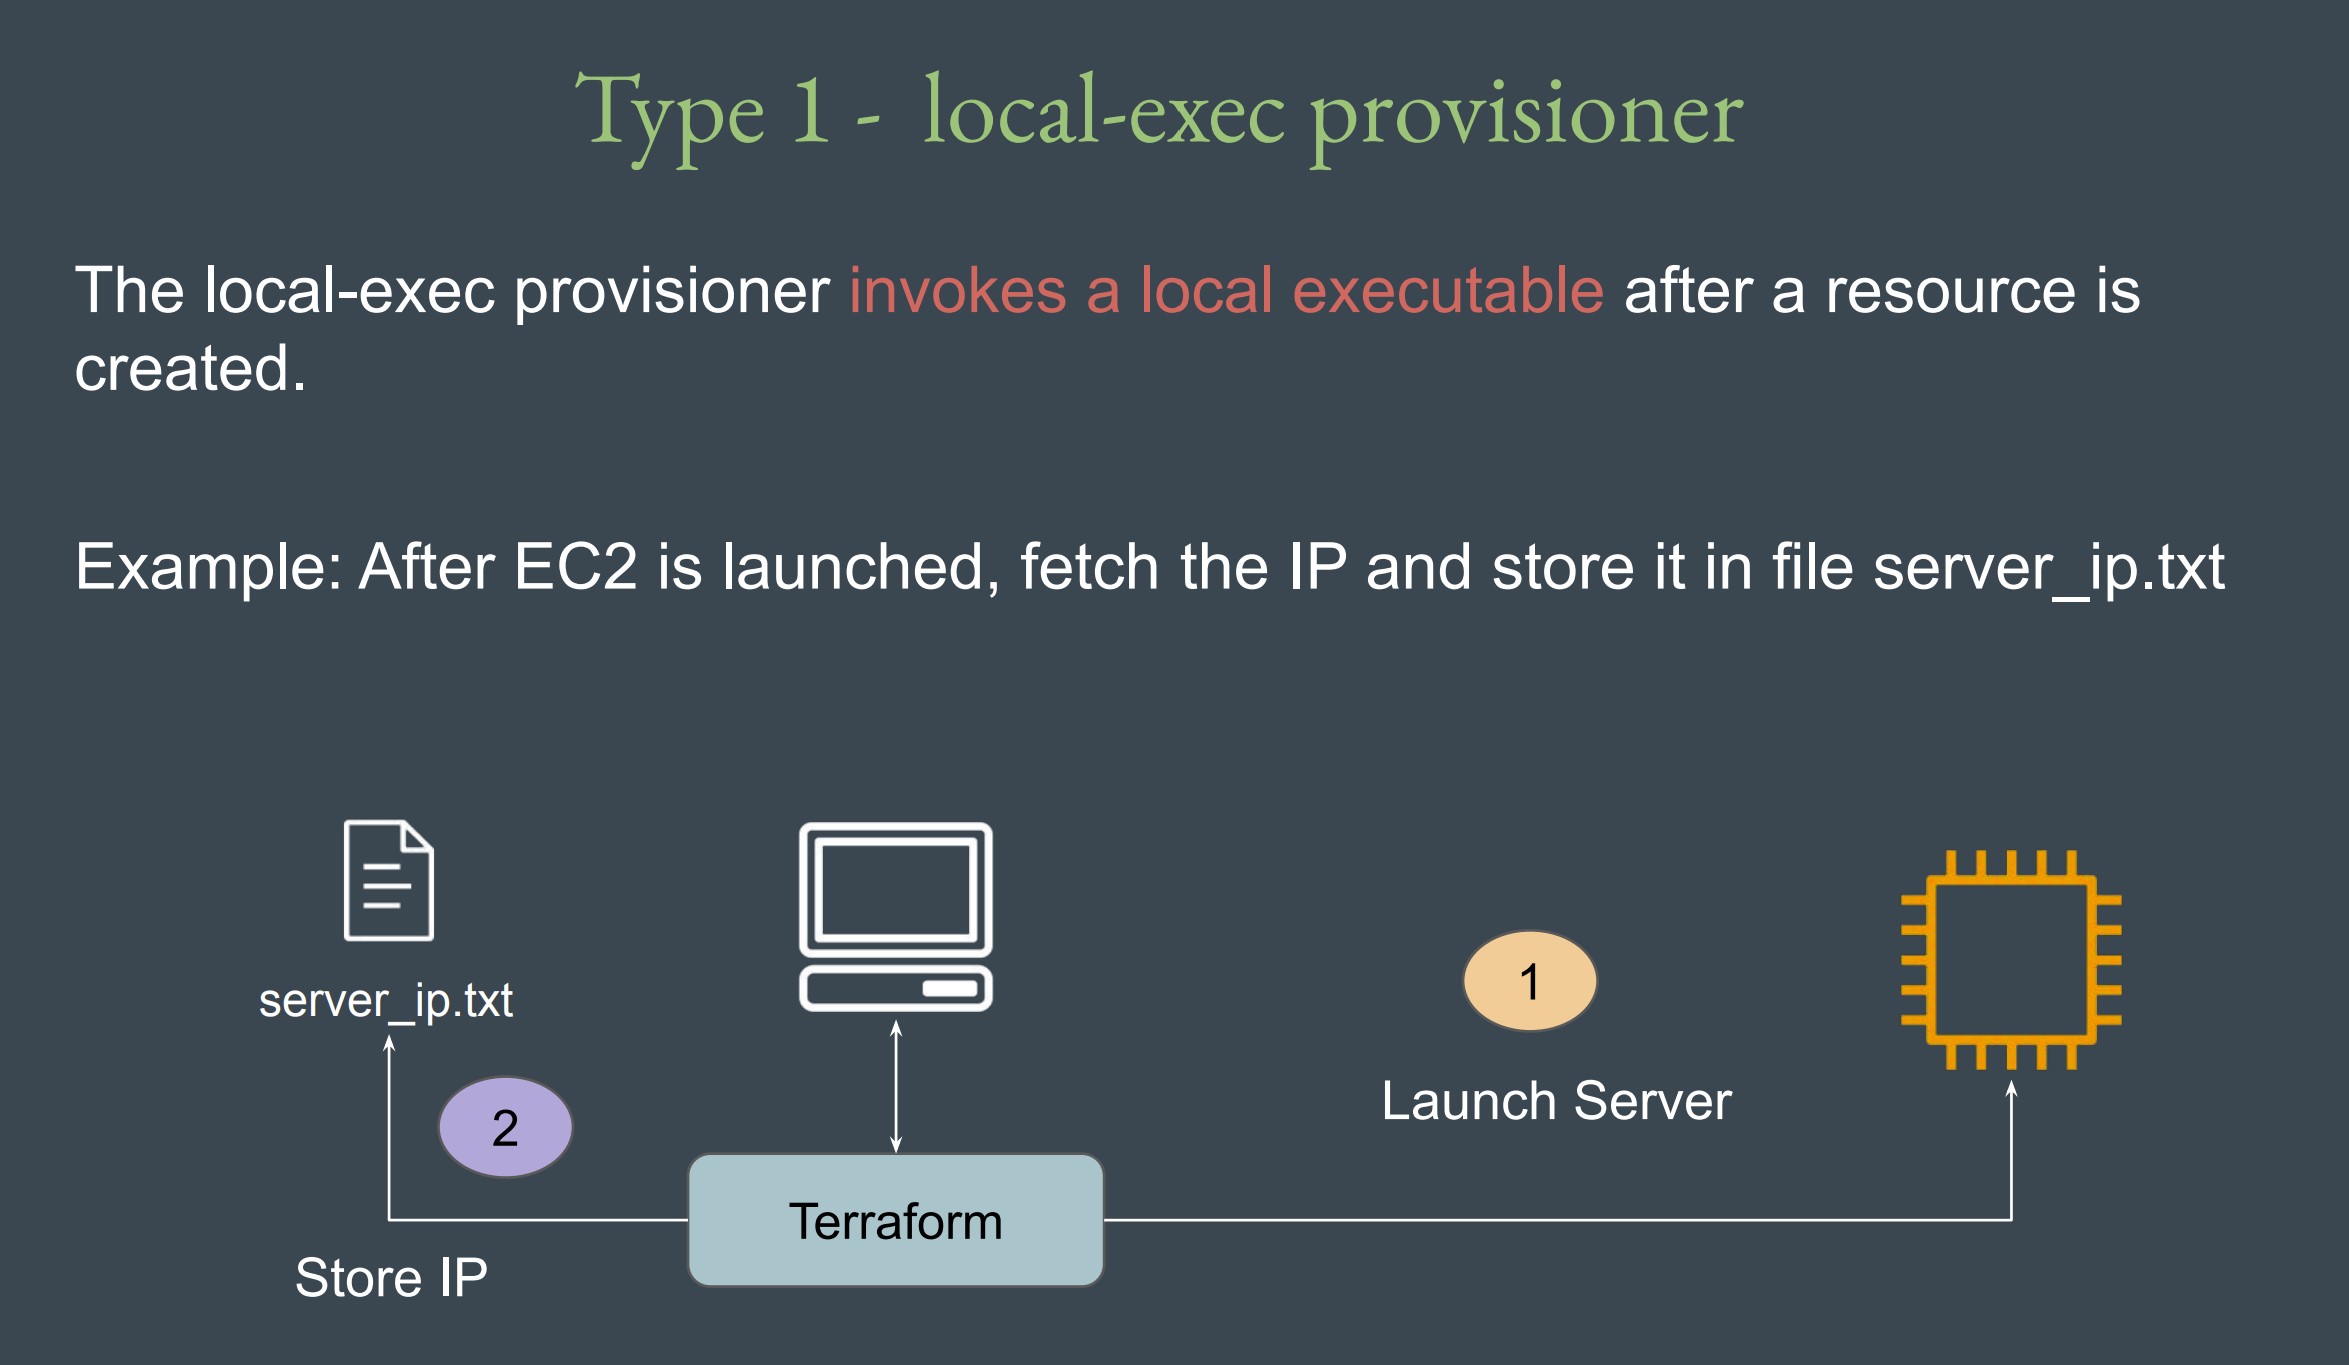 Type 1 - local-exec provisioner
The local-exec provisioner invokes a local executable after a resource is
created.
Example: After EC2 is launched, fetch the IP and store it in file server_ip.txt
server_ip.txt
1
Launch Server
2
Terraform
Store IP